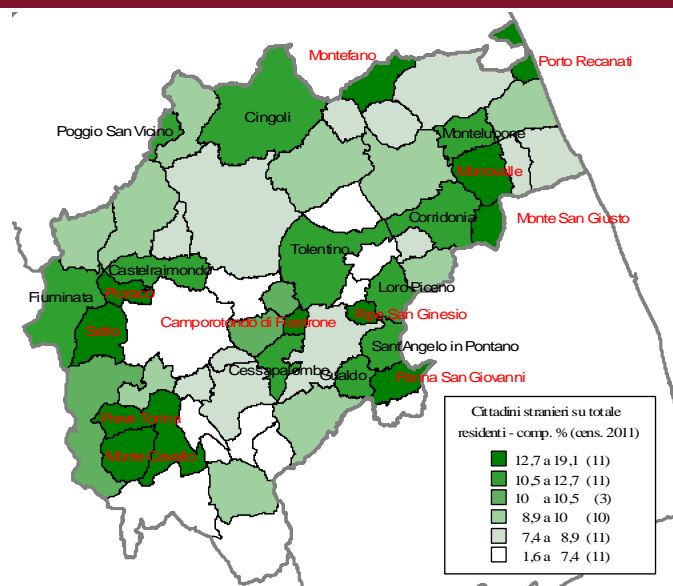 Montefano
Porto Recanati
Cingoli
Poggio San Vicino
Montelupone
Morrovalle
Corridonia
Monte San Giusto
Tolentino
Castelraimondo
Fiuminata
Pioraco
Loro Piceno
Sefro
Camporotondo di Fiastrone
Ripe San Ginesio
Sant'Angelo in Pontano
Cessapalombo
Gualdo
Penna San Giovanni
Pieve Torina
Monte Cavallo
Cittadini stranieri su totale
residenti - comp. % (cens. 2011)
12,7 a 19,1 (11)
10,5 a 12,7 (11)
10 a 10,5 (3)
8,9 a 10 (10)
7,4 a 8,9 (11)
1,6 a 7,4 (11)